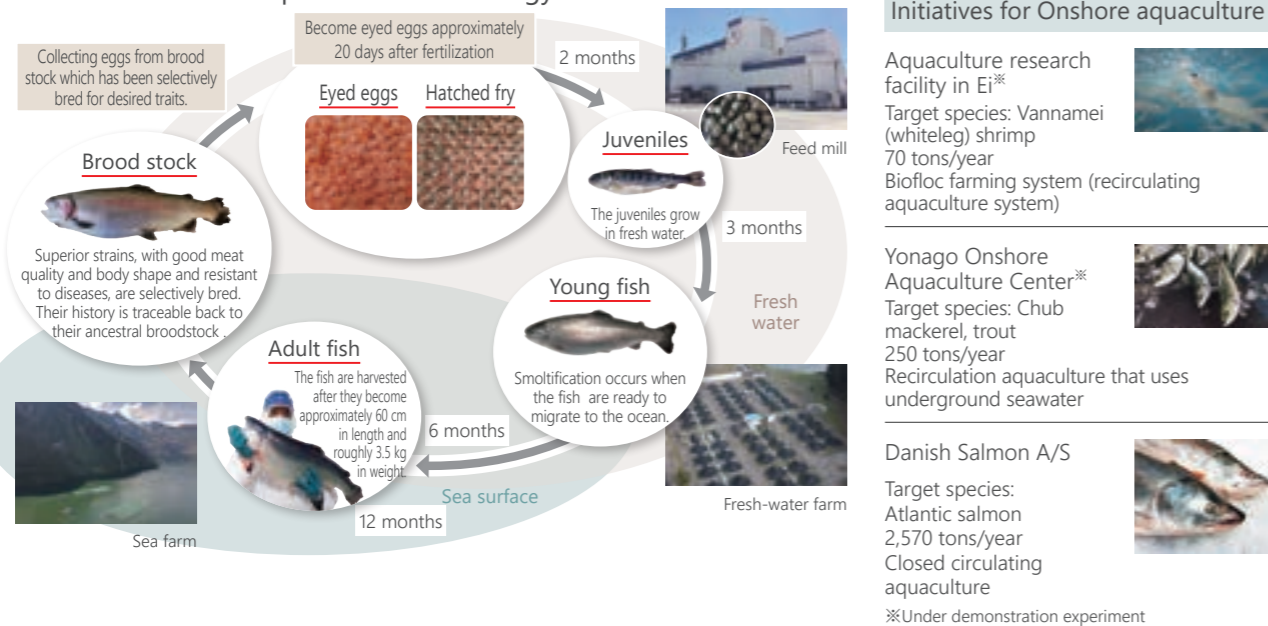 Collecting eggs from brood
stock which has been selectively
bred for desired traits.
Become eyed eggs approximately
20 days after fertilization
2 months
Eyed eggs
Hatched fry
Feed mill
Brood stock
Superior strains, with good meat
quality and body shape and resistant
to diseases, are selectively bred.
Their history is traceable back to
their ancestral broodstock .
Juveniles
The juveniles grow
in fresh water.
3 months
Young fish
Smoltification occurs when
the fish are ready to
migrate to the ocean.
Fresh
water
Fresh-water farm
Adult fish
The fish are harvested
after they become
approximately 60 cm
in length and
roughly 3.5 kg
in weight.
6 months
Sea surface
12 months
Sea farm
Initiatives for Onshore aquaculture
Aquaculture research
facility in Ei※
Target species: Vannamei
(whiteleg) shrimp
70 tons/year
Biofloc farming system (recirculating
aquaculture system)
Yonago Onshore
Aquaculture Center※
Target species: Chub
mackerel, trout
250 tons/year
Recirculation aquaculture that uses
underground seawater
Danish Salmon A/S
Target species:
Atlantic salmon
2,570 tons/year
Closed circulating
aquaculture
※Under demonstration experiment